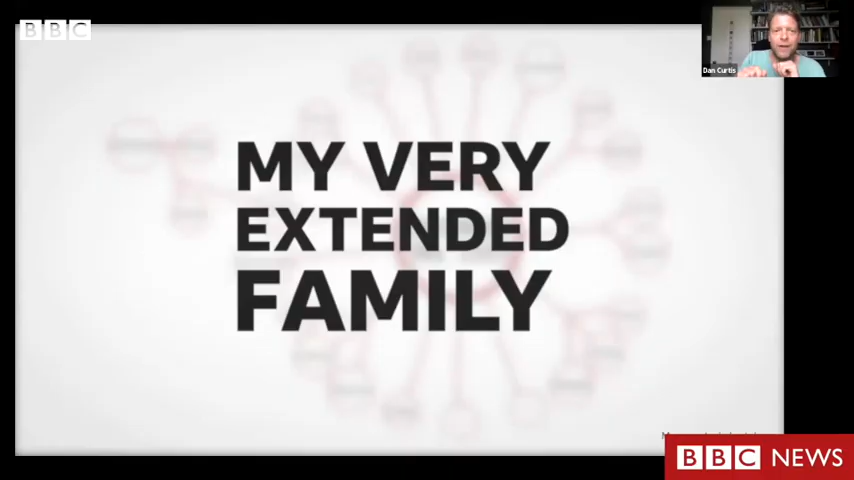 BBC
Dan Curtis
MY VERY
EXTENDED
FAMILY
BBC NEWS